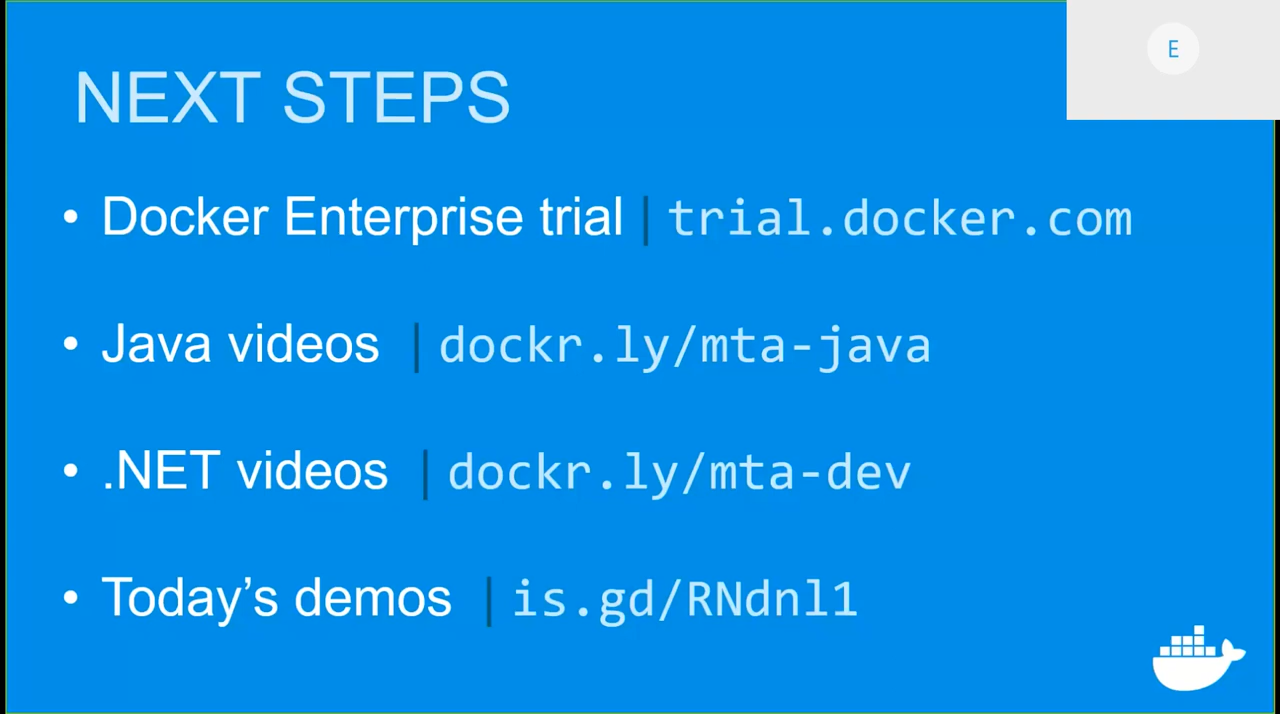 E
NEXT STEPS
• Docker Enterprise trial | trial.docker.com
• Java videos | dockr.ly/mta-java
• .NET videos | dockr.ly/mta-dev
• Today’s demos | is.gd/RNdnl1